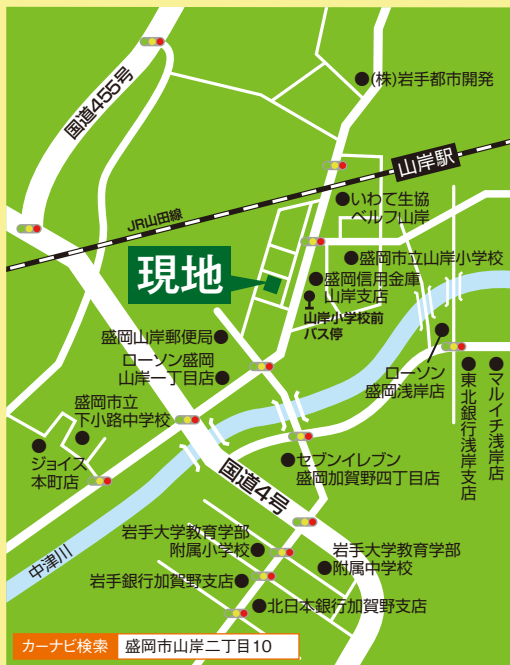 (株)岩手都市開発
国道455号
山岸駅
JR山田線
いわて生協
ベルフ山岸
盛岡市立山岸小学校
現地
盛岡信用金庫
山岸支店
山岸小学校前
バス停
盛岡山岸郵便局
ローソン盛岡
山岸一丁目店
ローソン
盛岡浅岸店
東北銀行浅岸支店
マルイチ浅岸店
盛岡市立
下小路中学校
ジョイス
本町店
セブンイレブン
盛岡加賀野四丁目店
国道4号
中津川
岩手大学教育学部
附属小学校
岩手大学教育学部
附属中学校
岩手銀行加賀野支店
北日本銀行加賀野支店
カーナビ検索 盛岡市山岸二丁目10